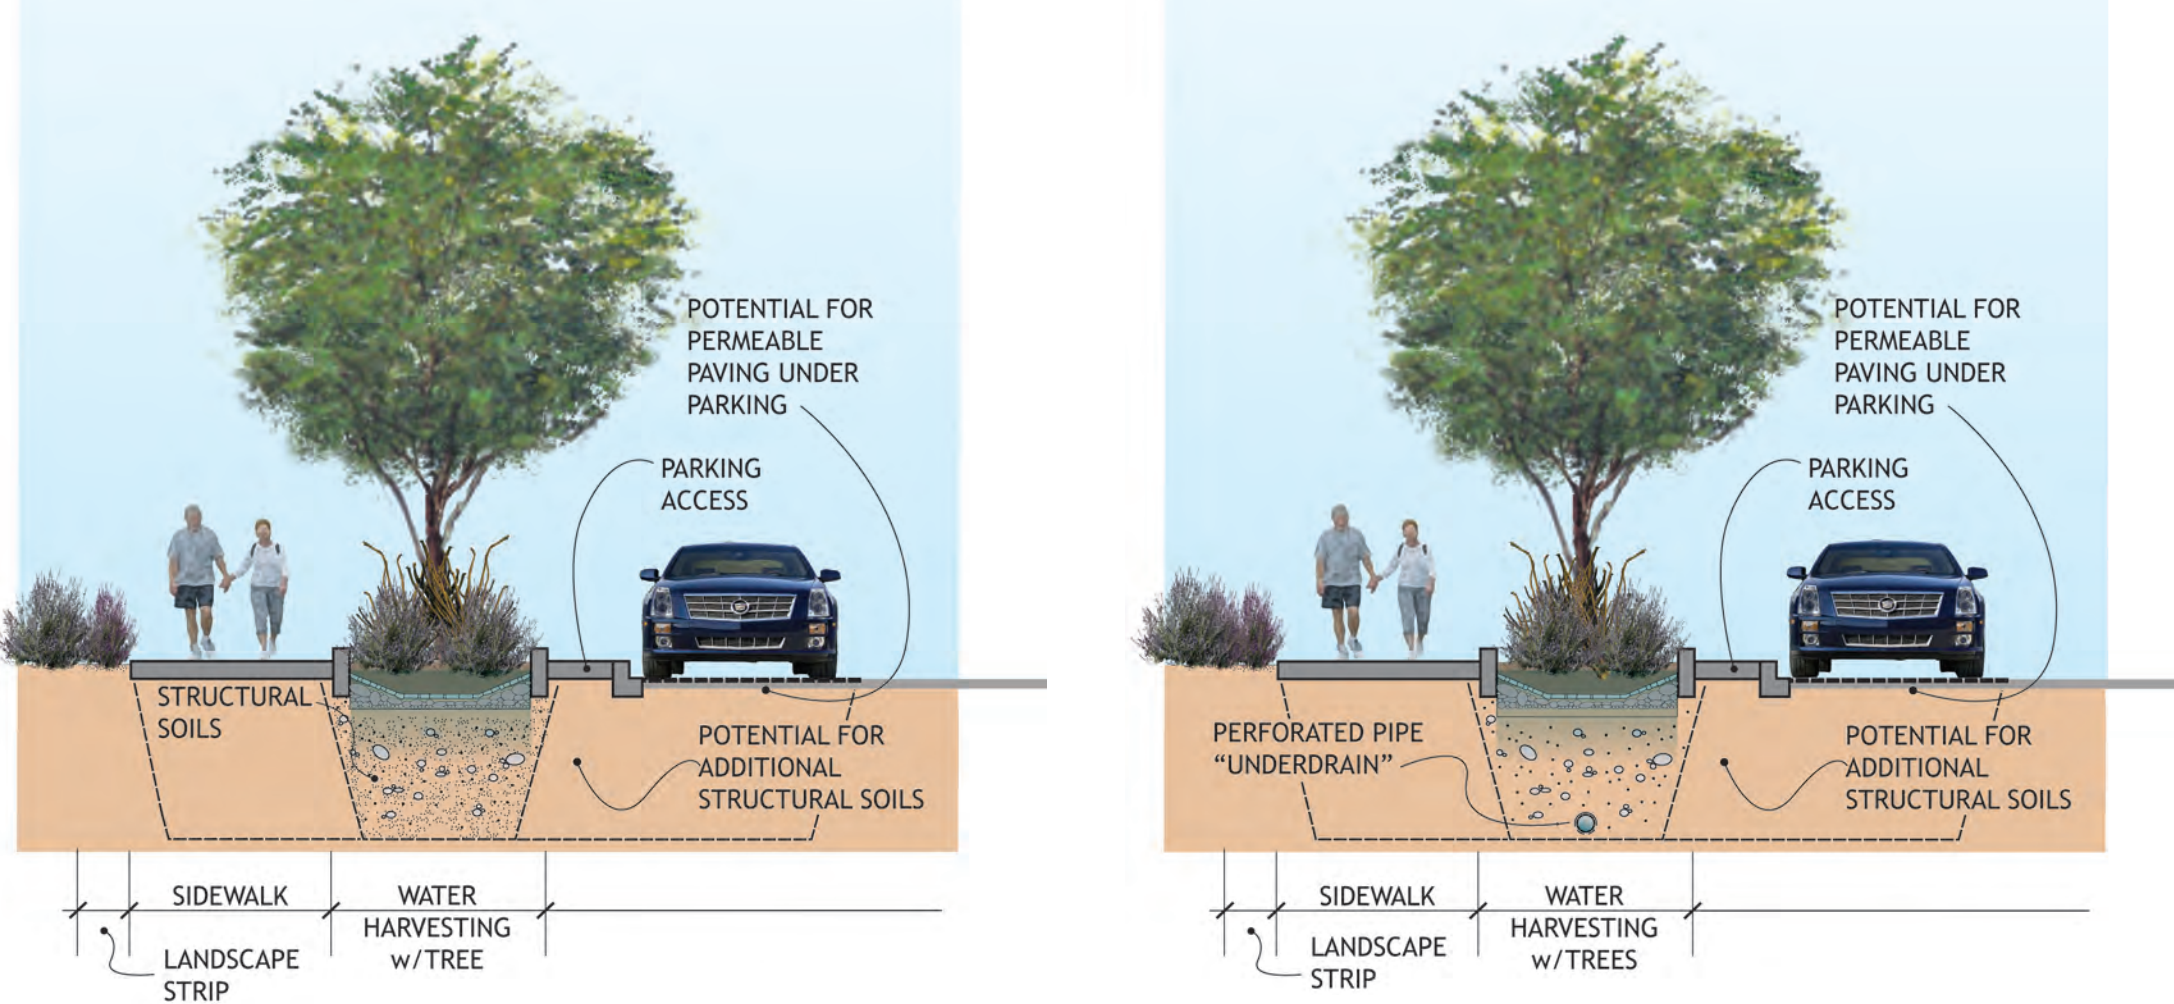 POTENTIAL FOR
PERMEABLE
PAVING UNDER
PARKING
PARKING
ACCESS
STRUCTURAL
SOILS
POTENTIAL FOR
ADDITIONAL
STRUCTURAL SOILS
SIDEWALK
WATER
HARVESTING
w/TREE
LANDSCAPE
STRIP
POTENTIAL FOR
PERMEABLE
PAVING UNDER
PARKING
PARKING
ACCESS
PERFORATED PIPE
“UNDERDRAIN”
POTENTIAL FOR
ADDITIONAL
STRUCTURAL SOILS
SIDEWALK
WATER
HARVESTING
w/TREES
LANDSCAPE
STRIP